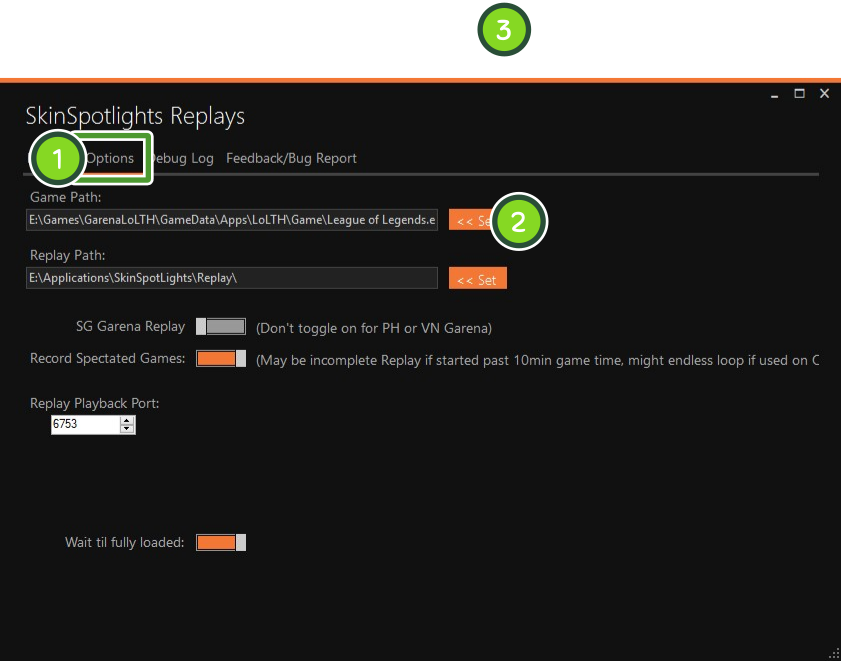 3
SkinSpotlights Replays
1
Options
Debug Log
Feedback/Bug Report
Game Path:
E:\Games\GarenaLoLTH\GameData\Apps\LoLTH\Game\League of Legends.e
<<
2
Replay Path:
E:\Applications\SkinSpotLights\Replay\
<< Set
SG Garena Replay
(Don't toggle on for PH or VN Garena)
Record Spectated Games:
(May be incomplete Replay if started past 10min game time, might endless loop if used on C
Replay Playback Port:
6753
Wait til fully loaded: